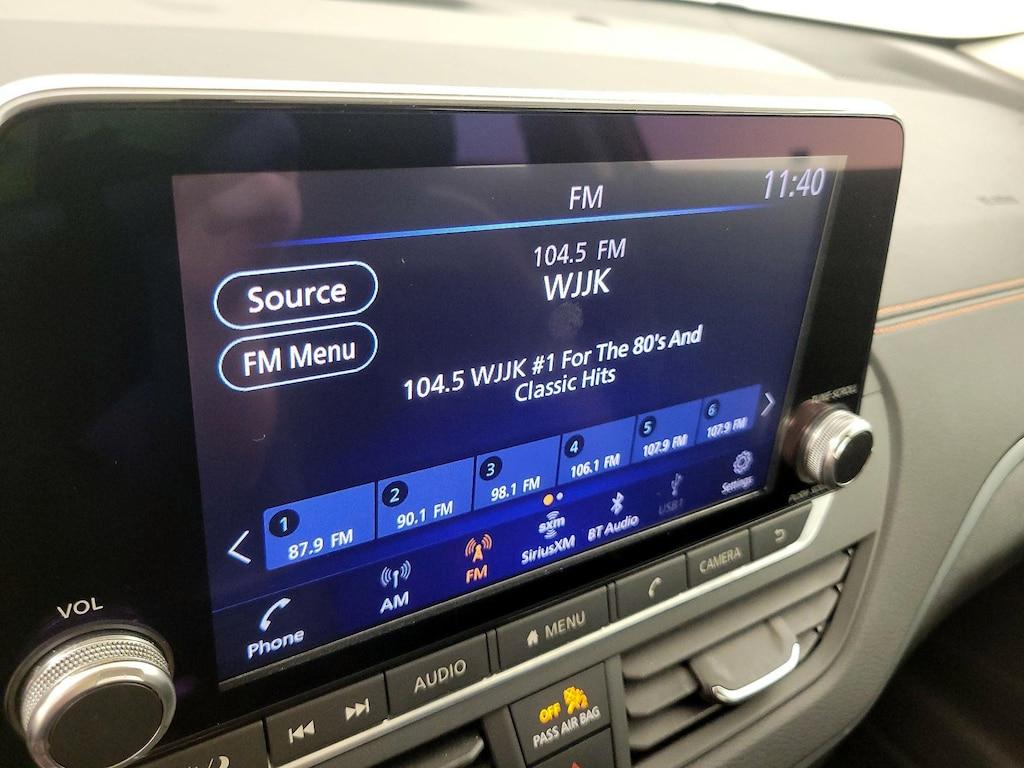 FM
11:40
104.5 FM
WJJK
Source
FM Menu
104.5 WJJK #1 For The 80's And
Classic Hits
1
87.9 FM
2
90.1 FM
3
98.1 FM
4
106.1 FM
5
107.9 FM
6
107.9 FM
Phone
AM
FM
sxm
SiriusXM
BT Audio
USB1
Settings
VOL
TUNE·SCROLL
AUDIO
MENU
CAMERA
OFF
PASS AIR BAG